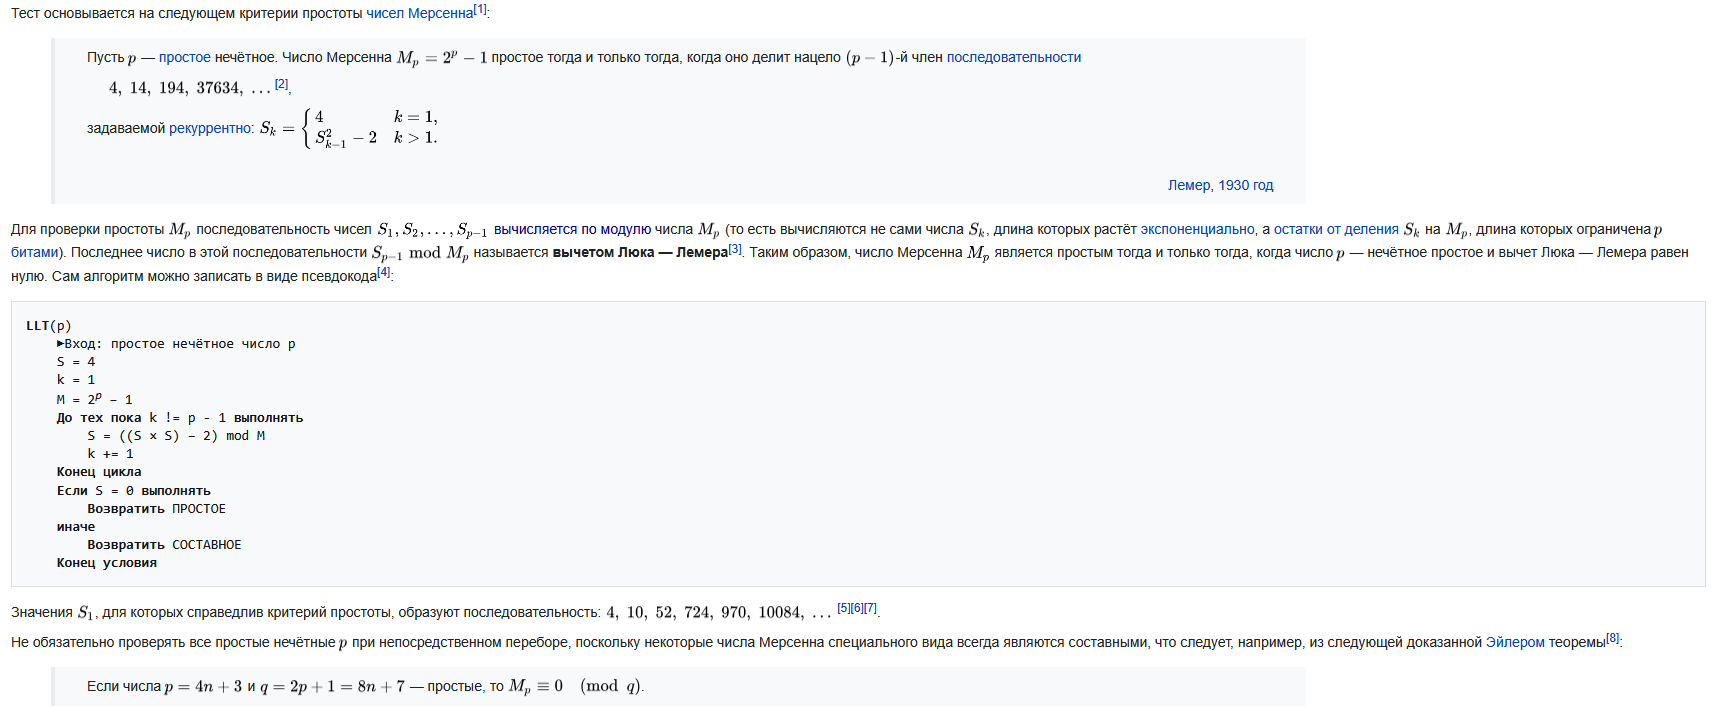 Тест основывается на следующем критерии простоты чисел Мерсенна[1]:
Пусть p — простое нечётное. Число Мерсенна M_p = 2^p − 1 простое тогда и только тогда, когда оно делит нацело (p − 1)-й член последовательности
4, 14, 194, 37634, …[2],
задаваемой рекуррентно: S_k = { 4 k = 1,
S_{k−1}^2 − 2 k > 1.
Лемер, 1930 год
Для проверки простоты M_p последовательность чисел S_1, S_2, …, S_{p−1} вычисляется по модулю числа M_p (то есть вычисляются не сами числа S_k, длина которых растёт экспоненциально, а остатки от деления S_k на M_p, длина которых ограничена p
битами). Последнее число в этой последовательности S_{p−1} mod M_p называется вычетом Люка — Лемера[3]. Таким образом, число Мерсенна M_p является простым тогда и только тогда, когда число p — нечётное простое и вычет Люка — Лемера равен
нулю. Сам алгоритм можно записать в виде псевдокода[4]:
LLT(p)
►Вход: простое нечётное число p
S = 4
k = 1
M = 2^p − 1
До тех пока k != p - 1 выполнять
S = ((S × S) − 2) mod M
k += 1
Конец цикла
Если S = 0 выполнять
Возвратить ПРОСТОЕ
иначе
Возвратить СОСТАВНОЕ
Конец условия
Значения S_1, для которых справедлив критерий простоты, образуют последовательность: 4, 10, 52, 724, 970, 10084, …[5][6][7].
Не обязательно проверять все простые нечётные p при непосредственном переборе, поскольку некоторые числа Мерсенна специального вида всегда являются составными, что следует, например, из следующей доказанной Эйлером теоремы[8]:
Если числа p = 4n + 3 и q = 2p + 1 = 8n + 7 — простые, то M_p ≡ 0 (mod q).